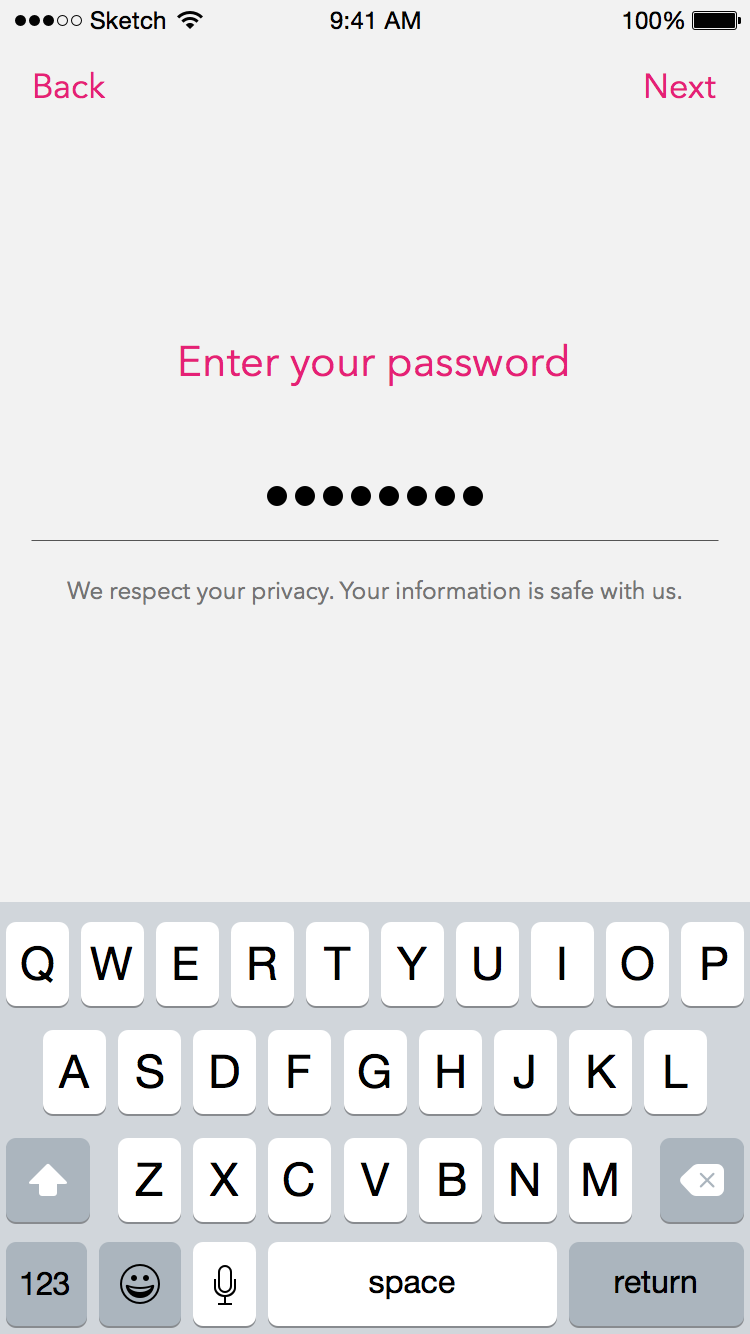 Sketch 9:41 AM 100%
Back Next
Enter your password
We respect your privacy. Your information is safe with us.
Q W E R T Y U I O P
A S D F G H J K L
Z X C V B N M
123 space return